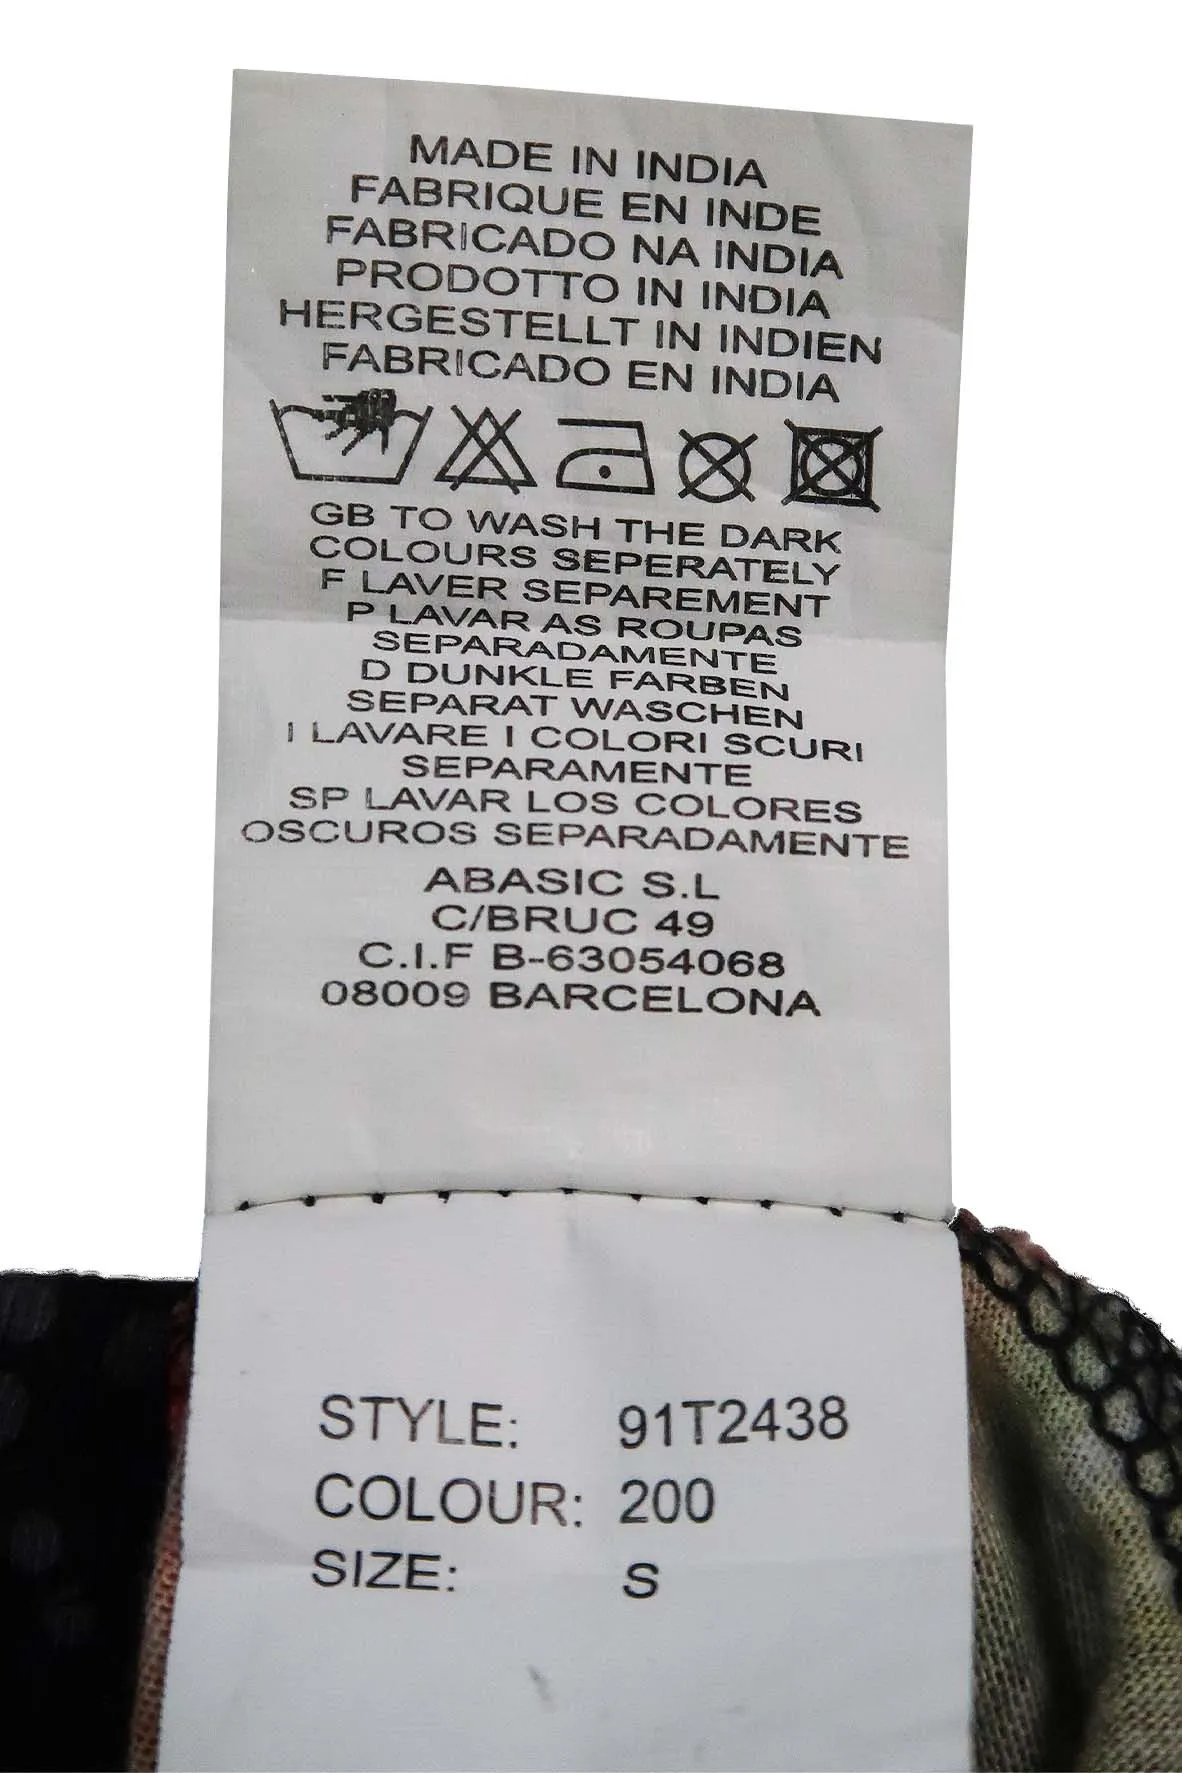 MADE IN INDIA
FABRIQUE EN INDE
FABRICADO NA INDIA
PRODOTTO IN INDIA
HERGESTELLT IN INDIEN
FABRICADO EN INDIA
GB TO WASH THE DARK
COLOURS SEPERATELY
F LAVER SEPAREMENT
P LAVAR AS ROUPAS
SEPARADAMENTE
D DUNKLE FARBEN
SEPARAT WASCHEN
I LAVARE I COLORI SCURI
SEPARAMENTE
SP LAVAR LOS COLORES
OSCUROS SEPARADAMENTE
ABASIC S.L
C/BRUC 49
C.I.F B-63054068
08009 BARCELONA
STYLE: 91T2438
COLOUR: 200
SIZE: S